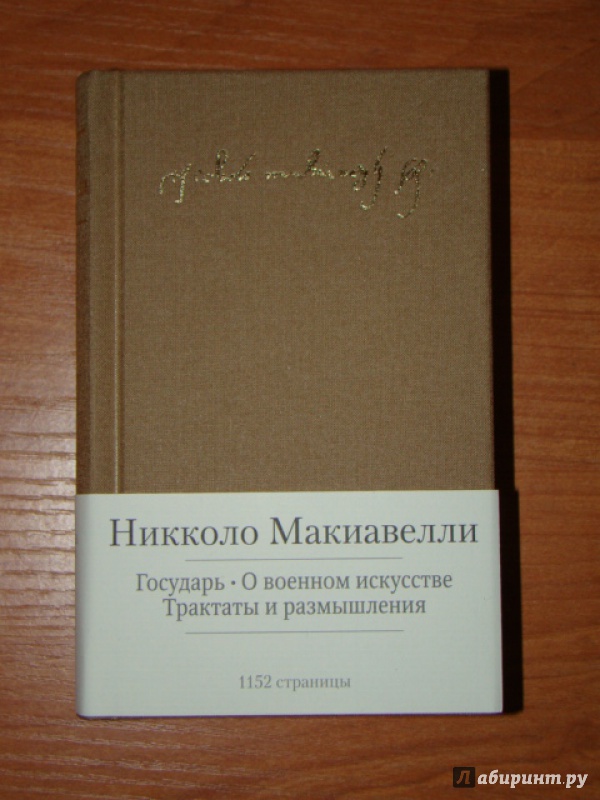 Никколо Макиавелли
Государь • О военном искусстве
Трактаты и размышления
1152 страницы
Лабиринт.ру